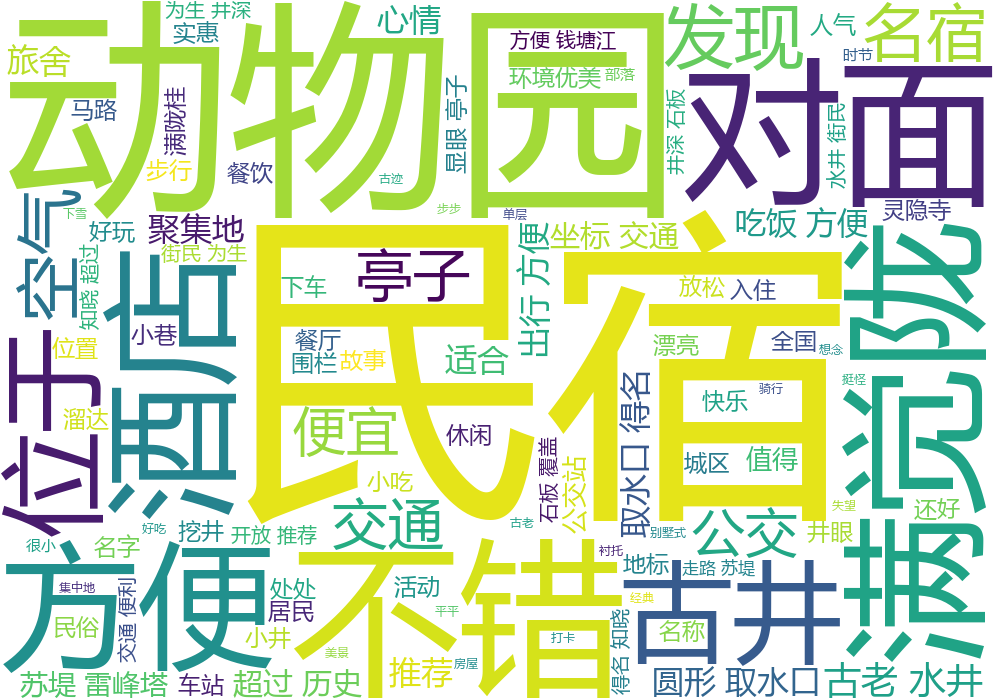 为生 井深
实惠
心情
方便 钱塘江
发现
人气
名宿
旅舍
动物园
环境优美
部落
对面
时节
马路
满陇桂
显眼 亭子
井深 石板
水井 街民
步行
餐饮
古迹
步步
单层
灵隐寺
空气
下雪
好玩
聚集地
街民 为生
吃饭 方便
坐标 交通
出行 方便
知晓 超过
酒店
亭子
下车
放松
入住
满觉陇
位于
小巷
位置
餐厅
围栏
故事
适合
民宿
漂亮
全国
想念
溜达
便宜
休闲
快乐
骑行
挺怪
取水口 得名
石板 覆盖
小吃
公交站
城区
值得
交通
古老
公交
别墅式
井眼
还好
失望
很小
名字
好吃
挖井
开放 推荐
方便
不错
衬托
地标
走路 苏堤
古井
集中地
交通 便利
处处
活动
居民
平平
经典
得名 知晓
民俗
小井
美景
打卡
名称
苏堤 雷峰塔
车站
超过 历史
推荐
房屋
圆形 取水口
古老 水井